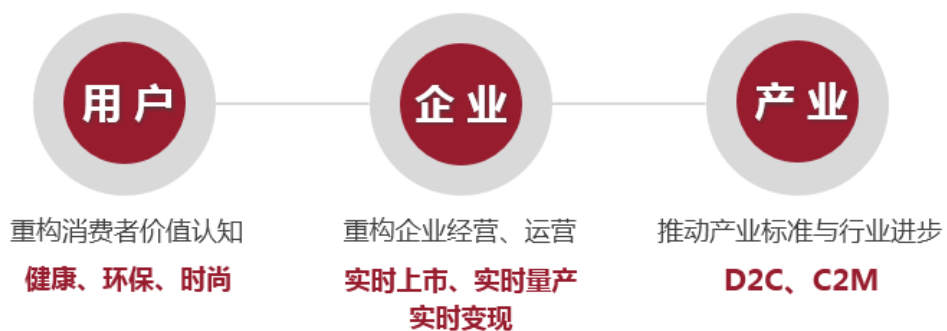 用户
企业
产业
重构消费者价值认知
健康、环保、时尚
重构企业经营、运营
实时上市、实时量产
实时变现
推动产业标准与行业进步
D2C、C2M